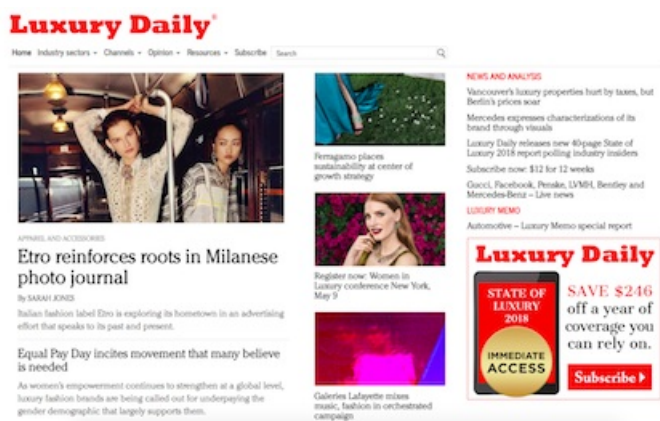 Luxury Daily®
Home Industry sectors Channels Opinion Resources Subscribe Search
APPAREL AND ACCESSORIES
Etro reinforces roots in Milanese
photo journal
By SARAH JONES
Italian fashion label Etro is exploring its hometown in an advertising
effort that speaks to its past and present.
Equal Pay Day incites movement that many believe
is needed
As women's empowerment continues to strengthen at a global level,
luxury fashion brands are being called out for underpaying the
gender demographic that largely supports them.
Ferragamo places
sustainability at center of
growth strategy
Register now: Women in
Luxury conference New York,
May 9
Galeries Lafayette mixes
music, fashion in orchestrated
campaign
NEWS AND ANALYSIS
Vancouver's luxury properties hurt by taxes, but
Berlin's prices soar
Mercedes expresses characterizations of its
brand through visuals
Luxury Daily releases new 40-page State of
Luxury 2018 report polling industry insiders
Subscribe now: $12 for 12 weeks
Gucci, Facebook, Penske, LVMH, Bentley and
Mercedes-Benz – Live news
LUXURY MEMO
Automotive – Luxury Memo special report
Luxury Daily
STATE OF
LUXURY
2018
IMMEDIATE
ACCESS
SAVE $246
off a year of
coverage you
can rely on.
Subscribe